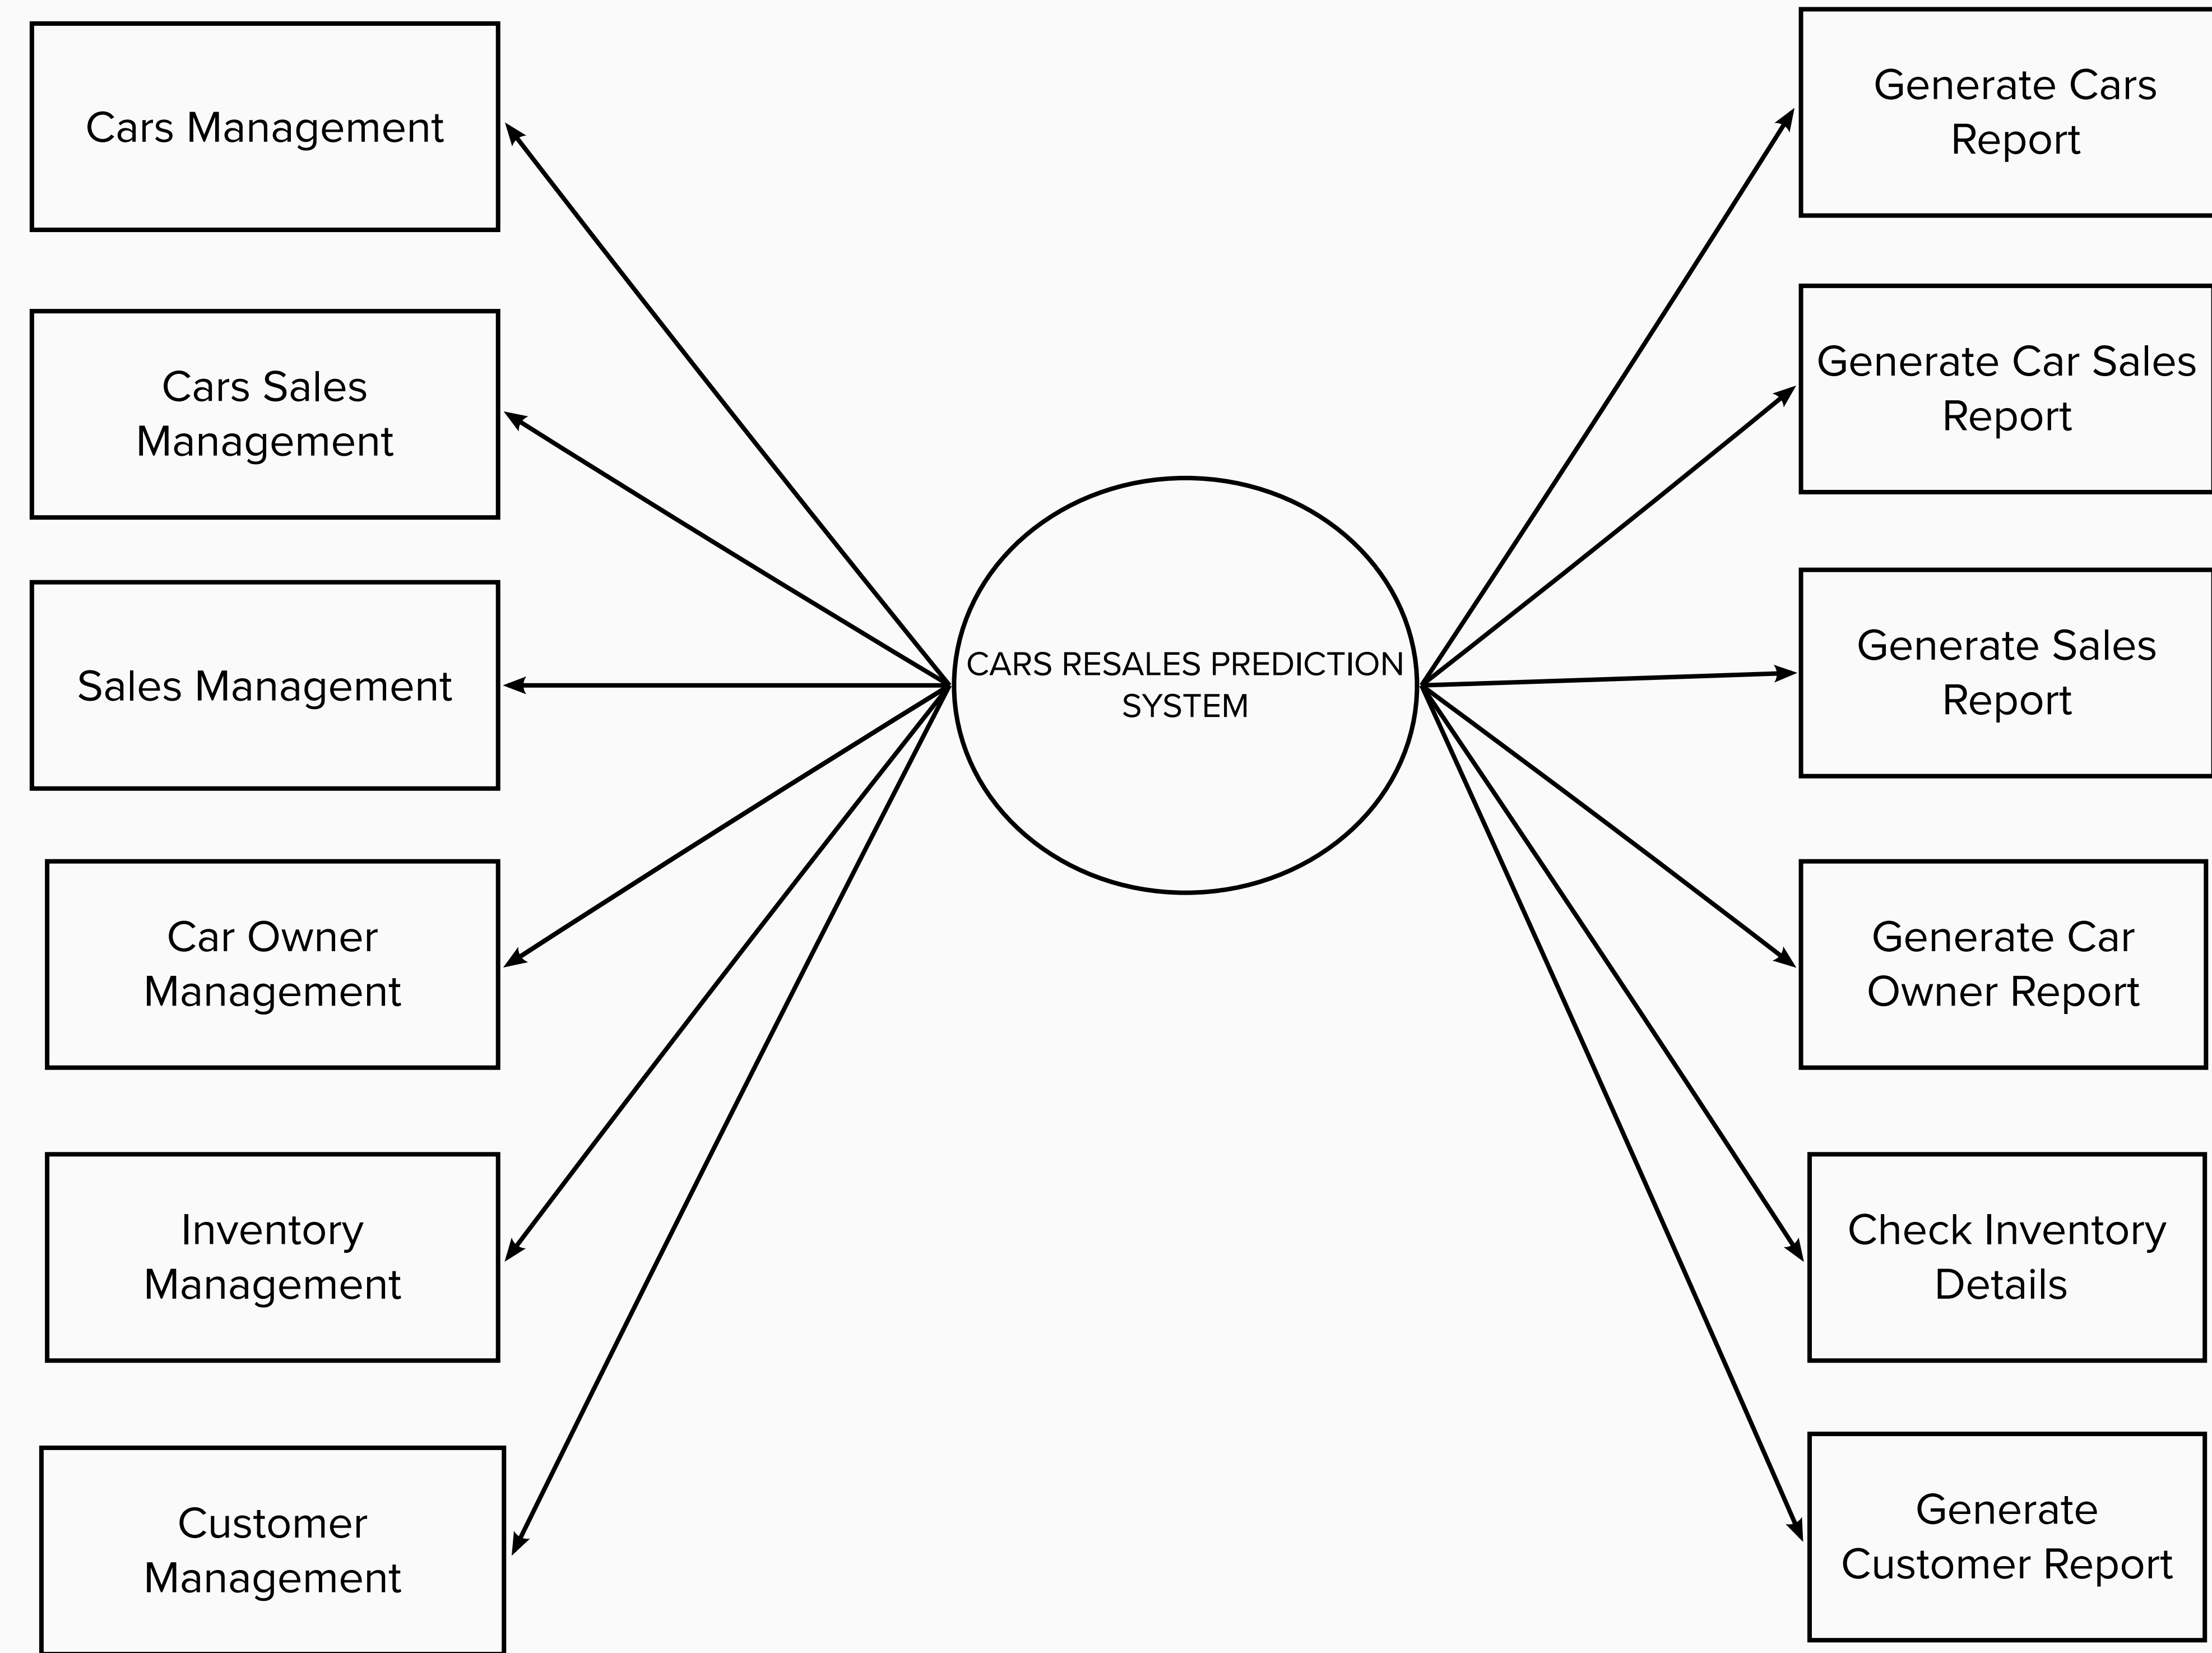 Cars Management
Cars Sales
Management
Sales Management
Car Owner
Management
Inventory
Management
Customer
Management
CARS RESALES PREDICTION
SYSTEM
Generate Cars
Report
Generate Car Sales
Report
Generate Sales
Report
Generate Car
Owner Report
Check Inventory
Details
Generate
Customer Report